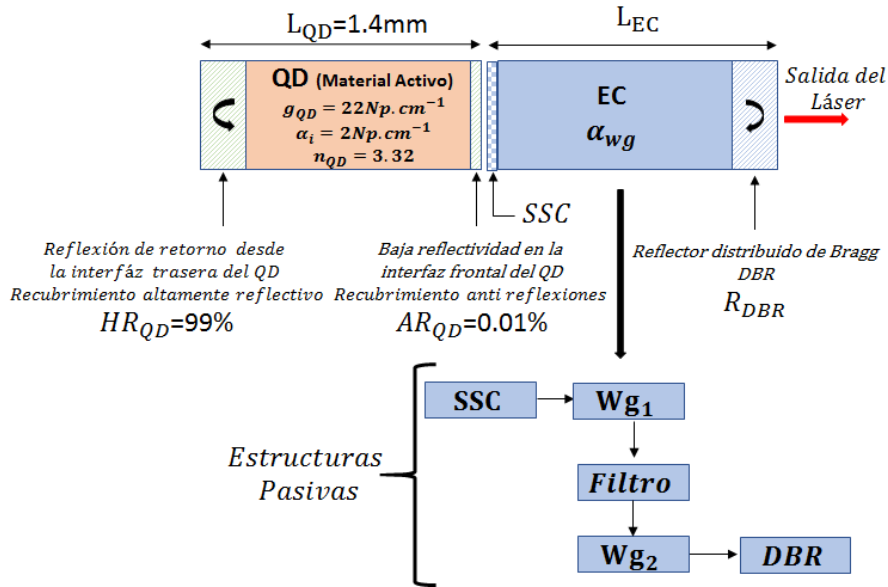 L_QD=1.4mm
L_EC
QD (Material Activo)
g_QD = 22Np.cm⁻¹
α_i = 2Np.cm⁻¹
n_QD = 3.32
EC
α_wg
Salida del
Láser
SSC
Reflexión de retorno desde
la interfáz trasera del QD
Recubrimiento altamente reflectivo
HR_QD=99%
Baja reflectividad en la
interfaz frontal del QD
Recubrimiento anti reflexiones
AR_QD=0.01%
Reflector distribuido de Bragg
DBR
R_DBR
Estructuras
Pasivas
SSC
Wg₁
Filtro
Wg₂
DBR